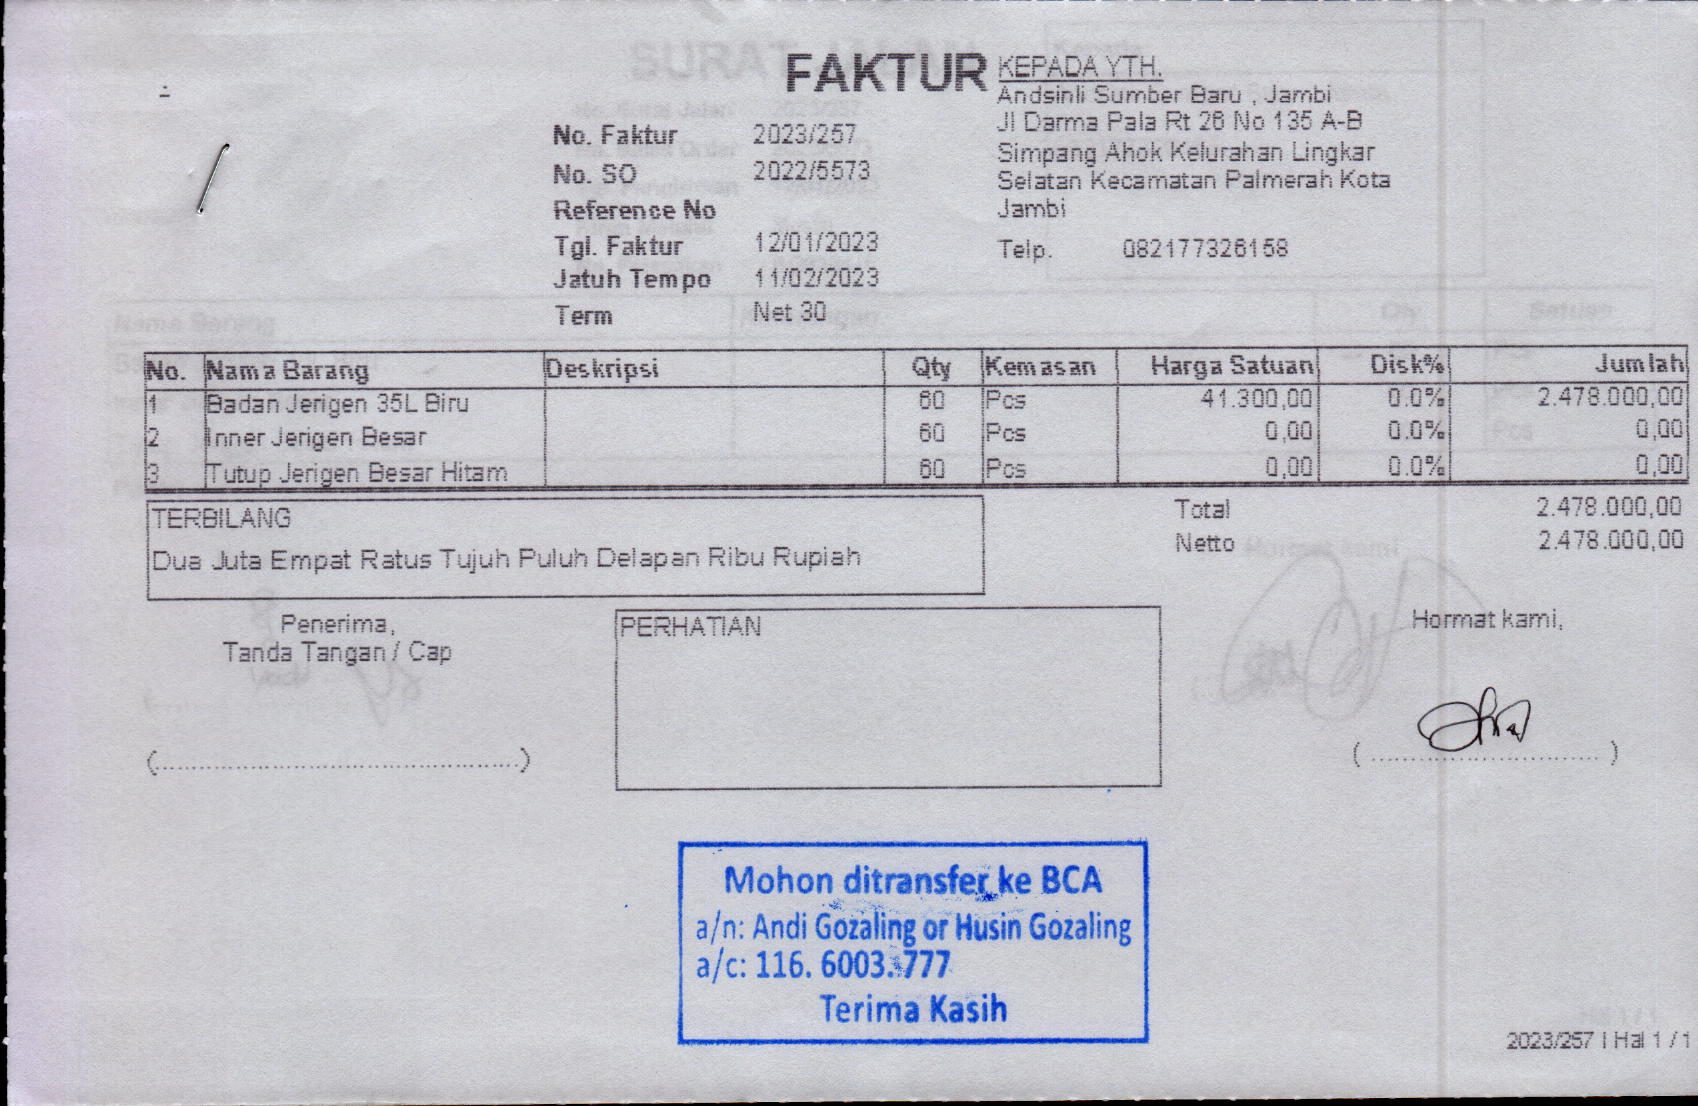 FAKTUR
KEPADA YTH.
Andsinli Sumber Baru , Jambi
Jl Darma Pala Rt 26 No 135 A-B
Simpang Ahok Kelurahan Lingkar
Selatan Kecamatan Palmerah Kota
Jambi
Telp. 082177326158
No. Faktur 2023/257
No. SO 2022/5573
Reference No
Tgl. Faktur 12/01/2023
Jatuh Tempo 11/02/2023
Term Net 30
No. Nama Barang Deskripsi Qty Kemasan Harga Satuan Disk% Jumlah
1 Badan Jerigen 35L Biru 60 Pcs 41.300,00 0.0% 2.478.000,00
2 Inner Jerigen Besar 60 Pcs 0,00 0.0% 0,00
3 Tutup Jerigen Besar Hitam 60 Pcs 0,00 0.0% 0,00
TERBILANG
Dua Juta Empat Ratus Tujuh Puluh Delapan Ribu Rupiah
Total 2.478.000,00
Netto 2.478.000,00
Penerima,
Tanda Tangan / Cap
(...............................................)
PERHATIAN
Hormat kami,
(..............................)
Mohon ditransfer ke BCA
a/n: Andi Gozaling or Husin Gozaling
a/c: 116. 6003. 777
Terima Kasih
2023/257 | Hal 1 / 1